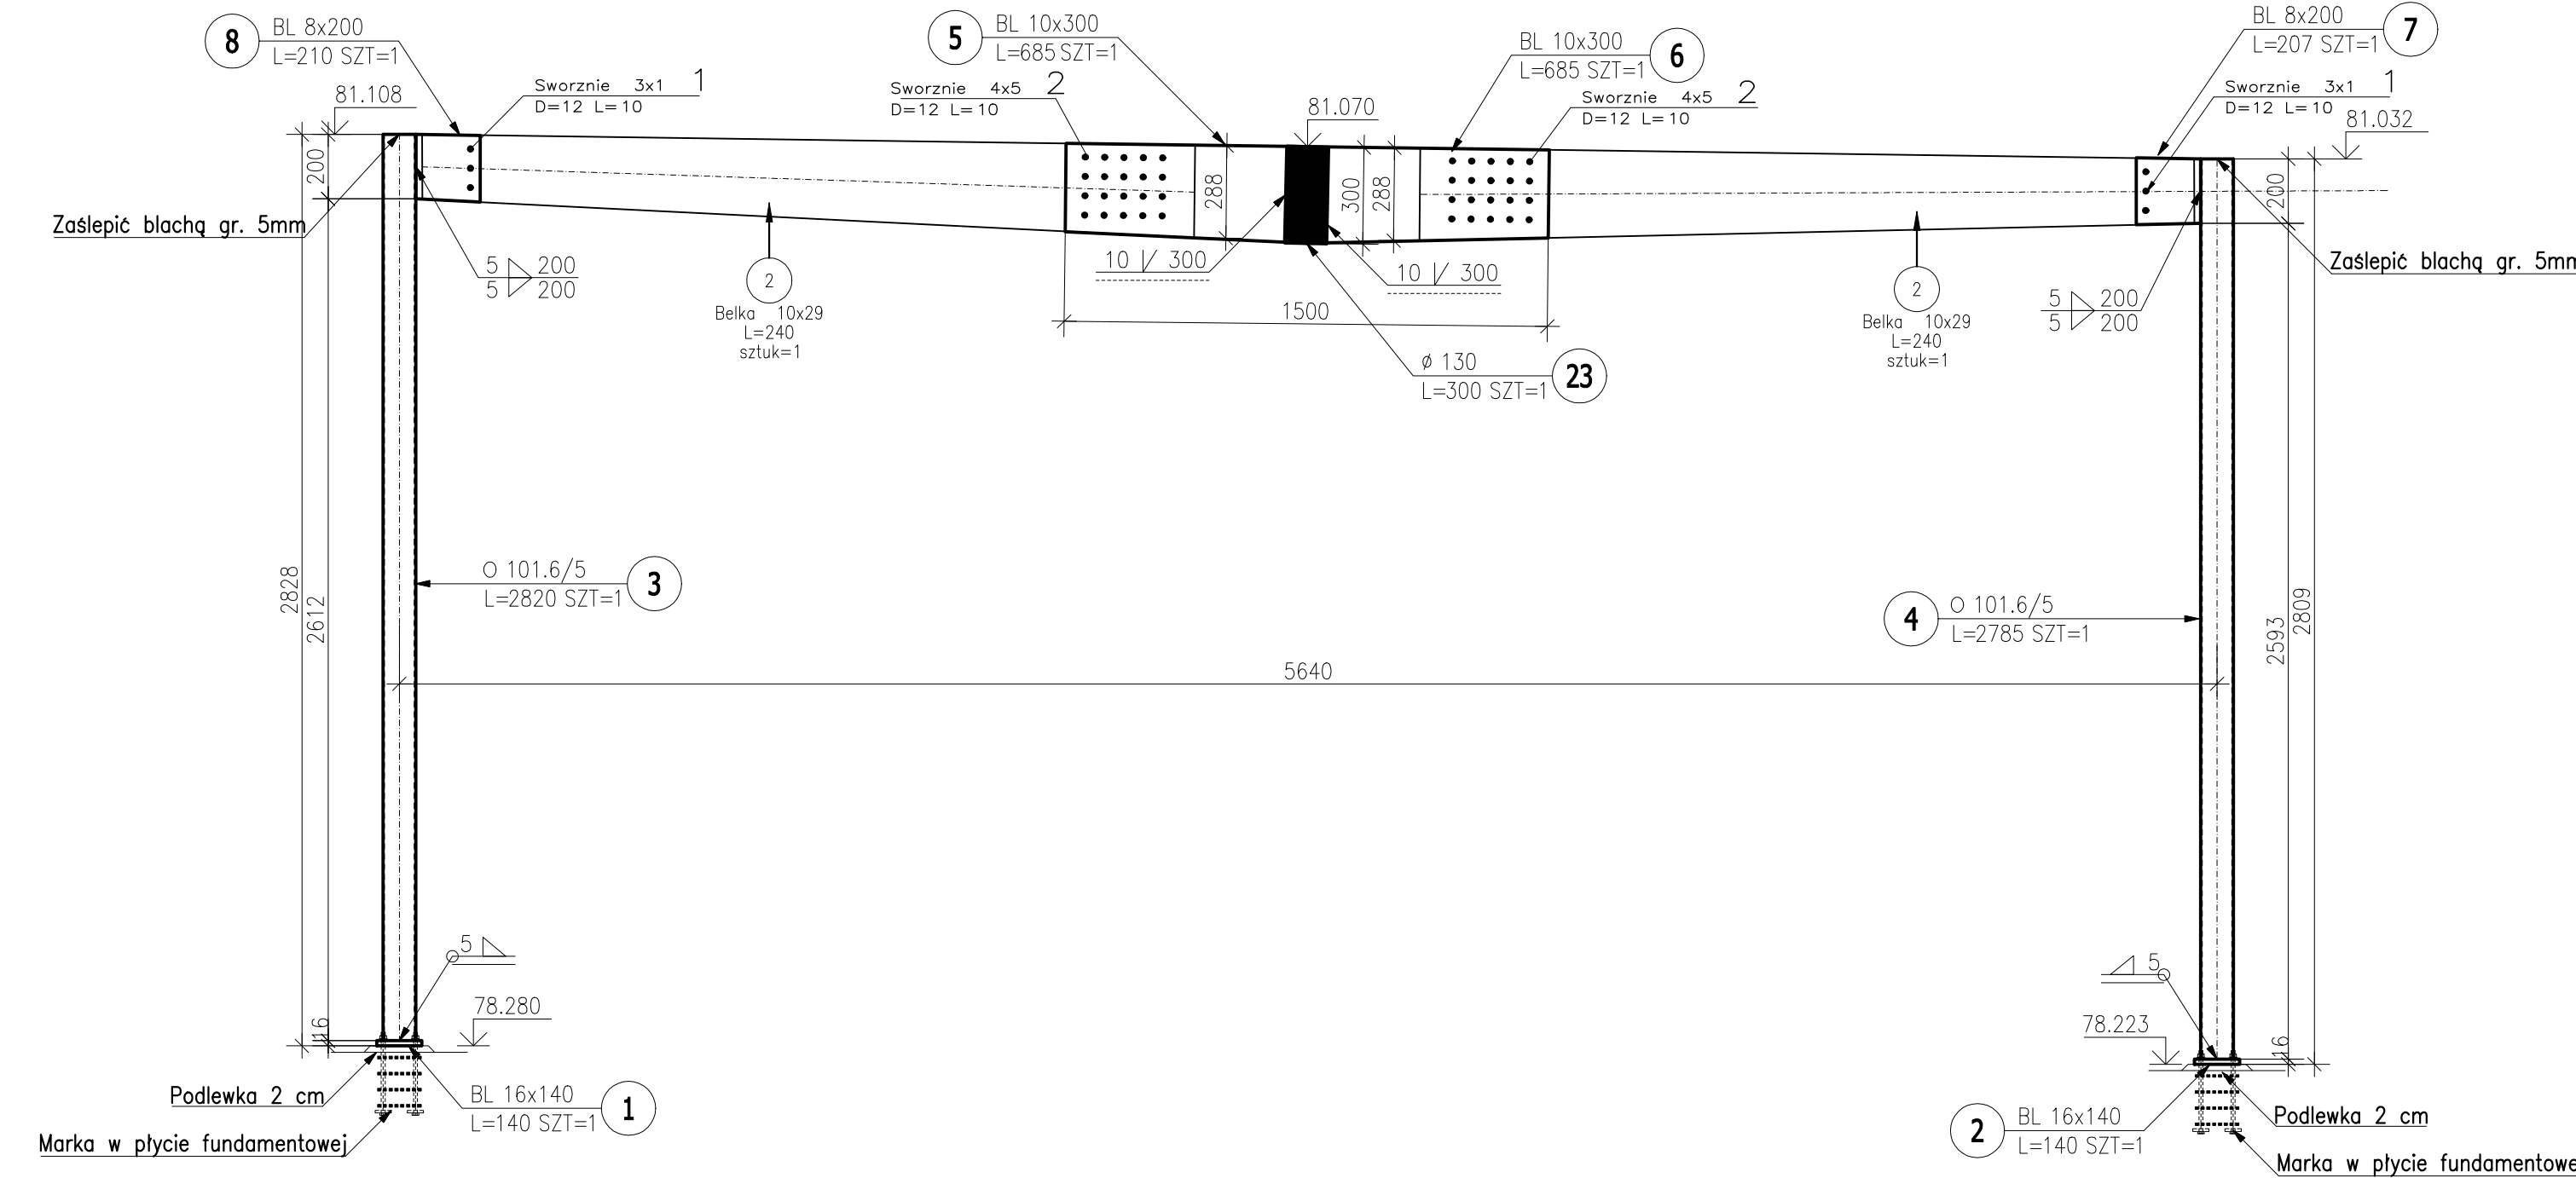 8
BL 8x200
L=210 SZT=1
5
BL 10x300
L=685 SZT=1
BL 10x300
L=685 SZT=1
6
BL 8x200
L=207 SZT=1
7
81.108
Sworznie 3x1 1
D=12 L=10
Sworznie 4x5 2
D=12 L=10
81.070
Sworznie 4x5 2
D=12 L=10
Sworznie 3x1 1
D=12 L=10
81.032
200
288
300
288
200
Zaślepić blachą gr. 5mm
Zaślepić blachą gr. 5mm
5 200
5 200
10 300
10 300
5 200
5 200
2
Belka 10x29
L=240
sztuk=1
1500
2
Belka 10x29
L=240
sztuk=1
ø 130
L=300 SZT=1
23
2828
2612
O 101.6/5
L=2820 SZT=1
3
4
O 101.6/5
L=2785 SZT=1
2593
2809
5640
5
5
78.280
78.223
16
16
Podlewka 2 cm
BL 16x140
L=140 SZT=1
1
2
BL 16x140
L=140 SZT=1
Podlewka 2 cm
Marka w płycie fundamentowej
Marka w płycie fundamentowe